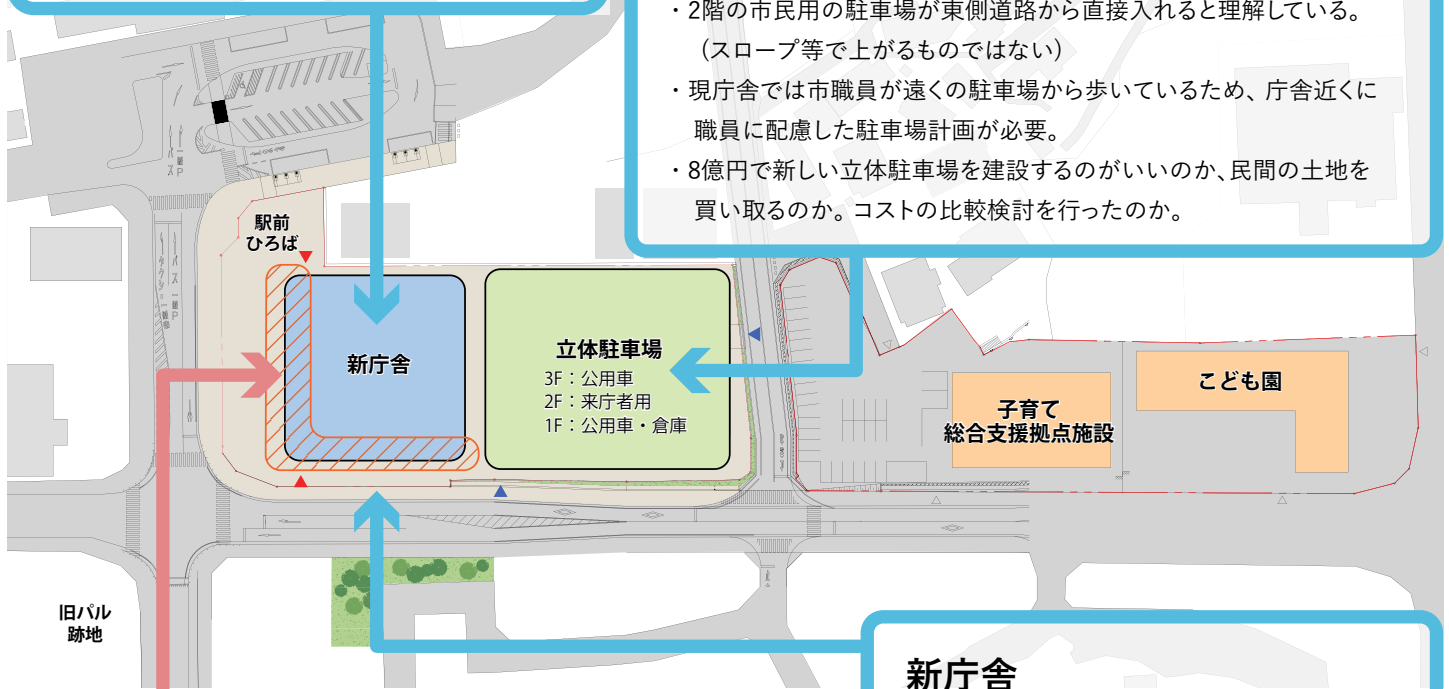 ・2階の市民用の駐車場が東側道路から直接入れると理解している。
(スロープ等で上がるものではない)
・現庁舎では市職員が遠くの駐車場から歩いているため、庁舎近くに
職員に配慮した駐車場計画が必要。
・8億円で新しい立体駐車場を建設するのがいいのか、民間の土地を
買い取るのか。コストの比較検討を行ったのか。
駅前
ひろば
新庁舎
立体駐車場
3F：公用車
2F：来庁者用
1F：公用車・倉庫
子育て
総合支援拠点施設
こども園
旧パル
跡地
新庁舎